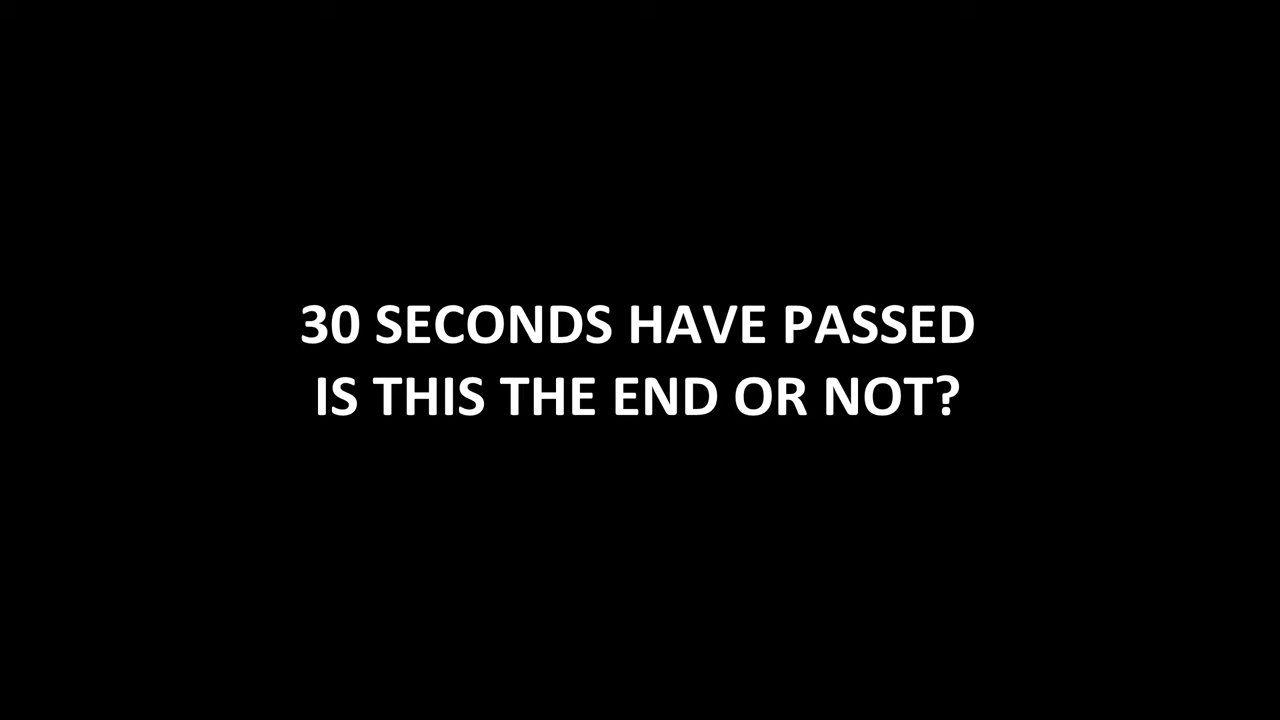 30 SECONDS HAVE PASSED
IS THIS THE END OR NOT?